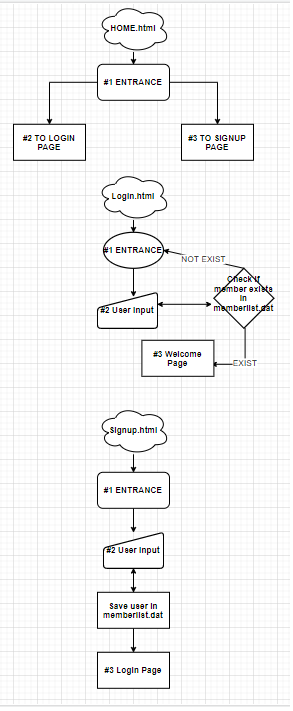 HOME.html
#1 ENTRANCE
#2 TO LOGIN
PAGE
#3 TO SIGNUP
PAGE
Login.html
#1 ENTRANCE
NOT EXIST
Check if
member exists
in
memberlist.dat
#2 User Input
#3 Welcome
Page
EXIST
Signup.html
#1 ENTRANCE
#2 User Input
Save user in
memberlist.dat
#3 Login Page